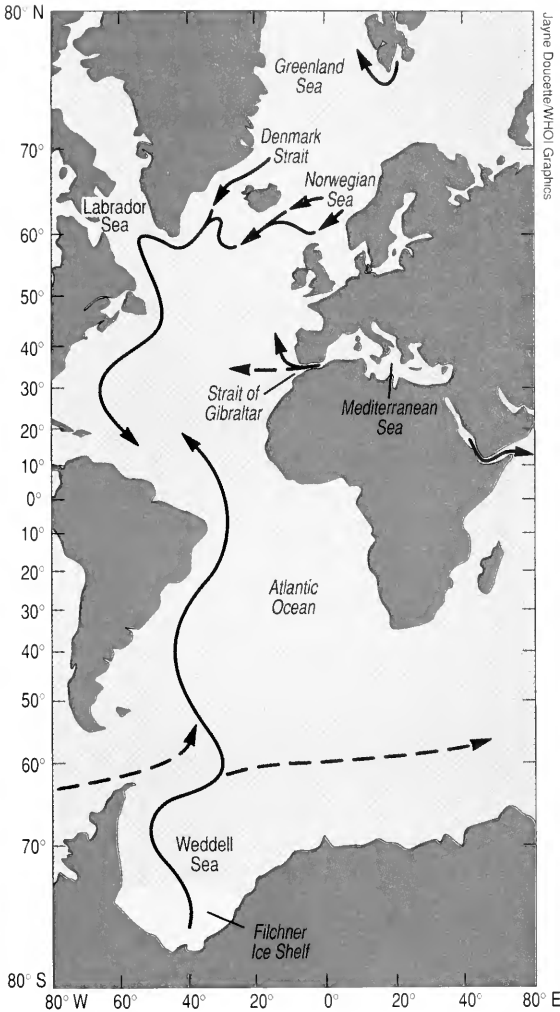 80° N
Jayne Doucette/WHOI Graphics
Greenland
Sea
Denmark
Strait
70°
Norwegian
Sea
Labrador
Sea
60°
50°
40°
Strait of
Gibraltar
Mediterranean
Sea
30°
20°
10°
0°
10°
20°
Atlantic
Ocean
30°
40°
50°
60°
70°
Weddell
Sea
Filchner
Ice Shelf
80° S
80° W
60°
40°
20°
0°
20°
40°
60°
80° E